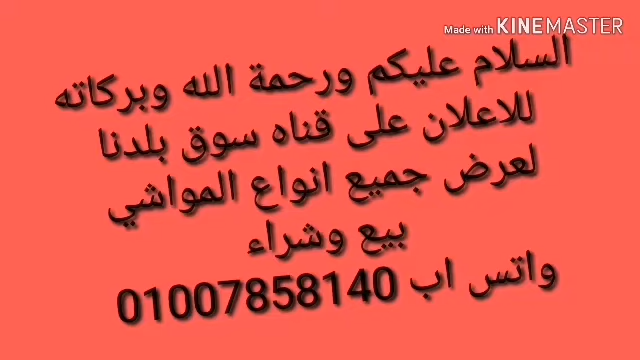 Made with KINEMASTER
السلام عليكم ورحمة الله وبركاته
للاعلان على قناه سوق بلدنا
لعرض جميع انواع المواشي
بيع وشراء
واتس اب 01007858140